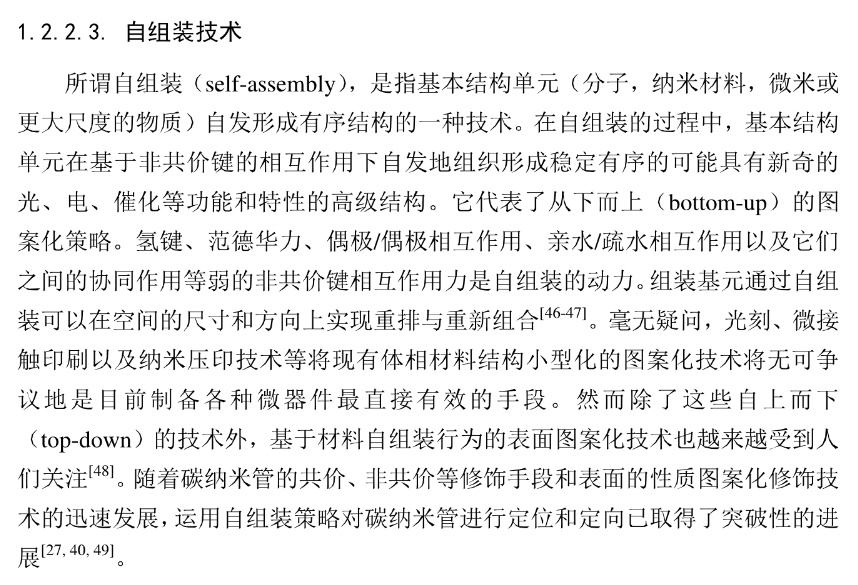 1.2.2.3. 自组装技术
所谓自组装（self-assembly），是指基本结构单元（分子，纳米材料，微米或
更大尺度的物质）自发形成有序结构的一种技术。在自组装的过程中，基本结构
单元在基于非共价键的相互作用下自发地组织形成稳定有序的可能具有新奇的
光、电、催化等功能和特性的高级结构。它代表了从下而上（bottom-up）的图
案化策略。氢键、范德华力、偶极/偶极相互作用、亲水/疏水相互作用以及它们
之间的协同作用等弱的非共价键相互作用力是自组装的动力。组装基元通过自组
装可以在空间的尺寸和方向上实现重排与重新组合[46-47]。毫无疑问，光刻、微接
触印刷以及纳米压印技术等将现有体相材料结构小型化的图案化技术将无可争
议地是目前制备各种微器件最直接有效的手段。然而除了这些自上而下
（top-down）的技术外，基于材料自组装行为的表面图案化技术也越来越受到人
们关注[48]。随着碳纳米管的共价、非共价等修饰手段和表面的性质图案化修饰技
术的迅速发展，运用自组装策略对碳纳米管进行定位和定向已取得了突破性的进
展[27, 40, 49]。